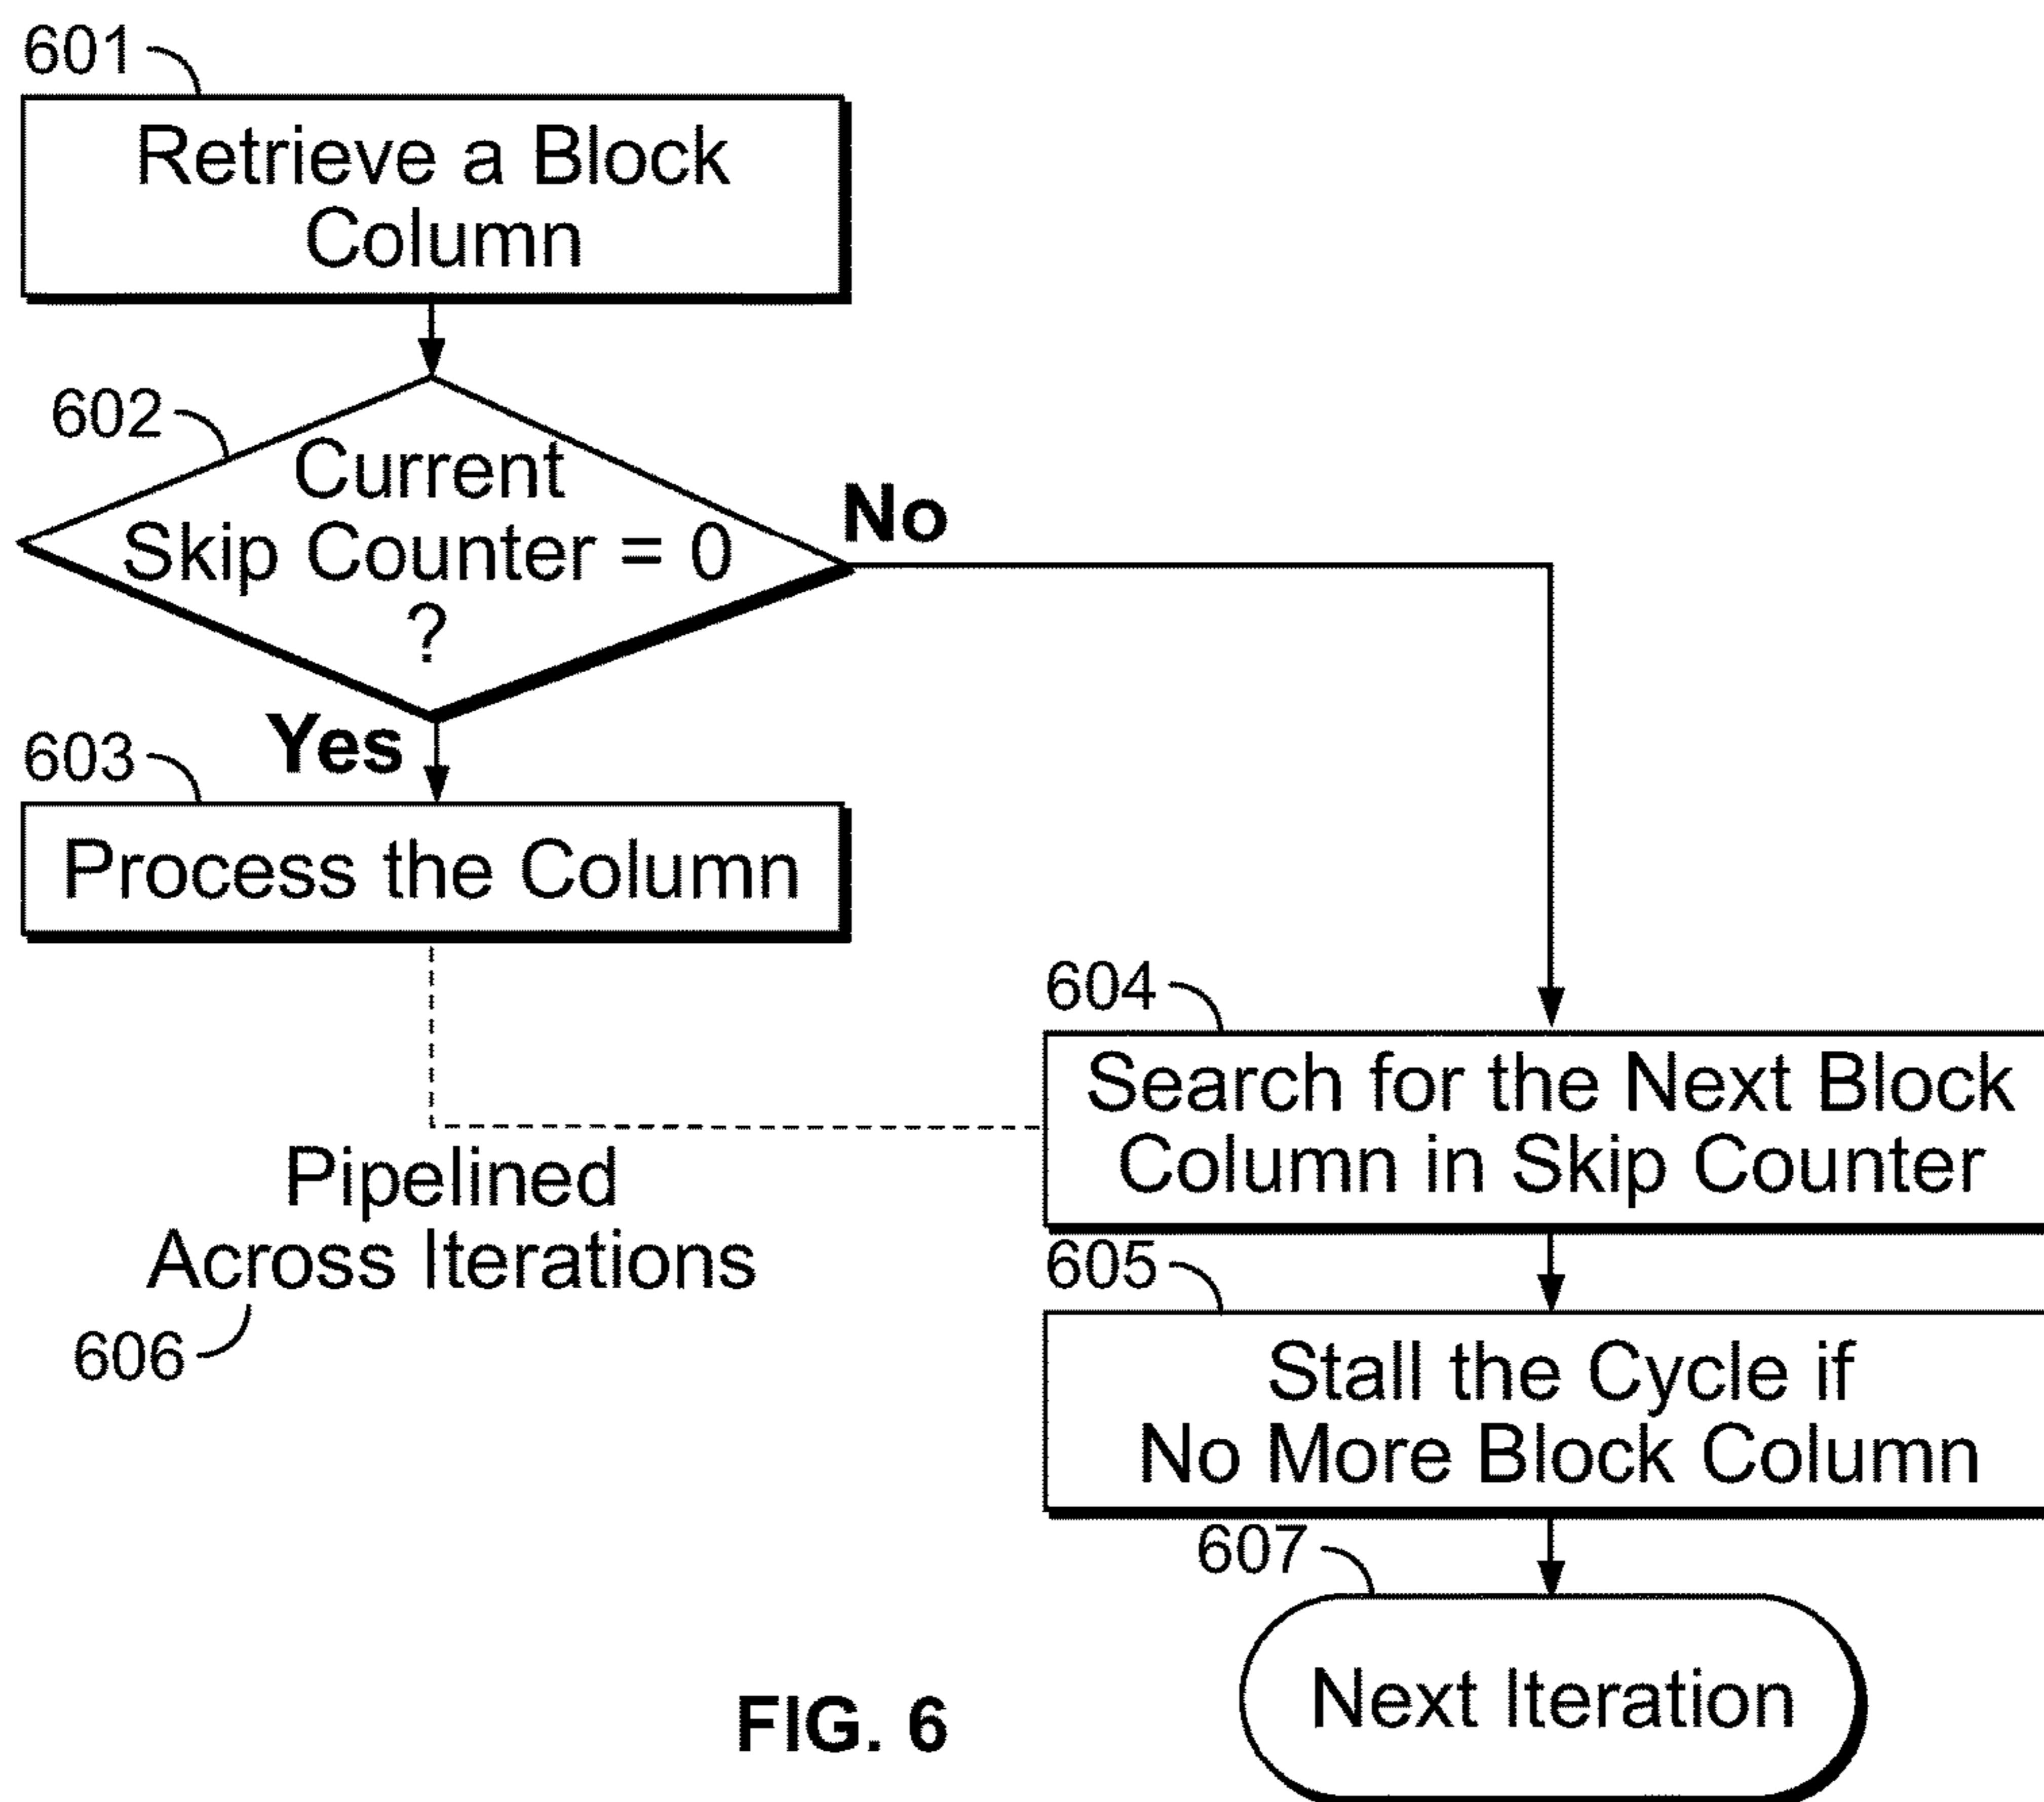 601
Retrieve a Block
Column
602
Current
Skip Counter = 0
?
No
Yes
603
Process the Column
604
Search for the Next Block
Column in Skip Counter
Pipelined
Across Iterations
606
605
Stall the Cycle if
No More Block Column
607
Next Iteration
FIG. 6